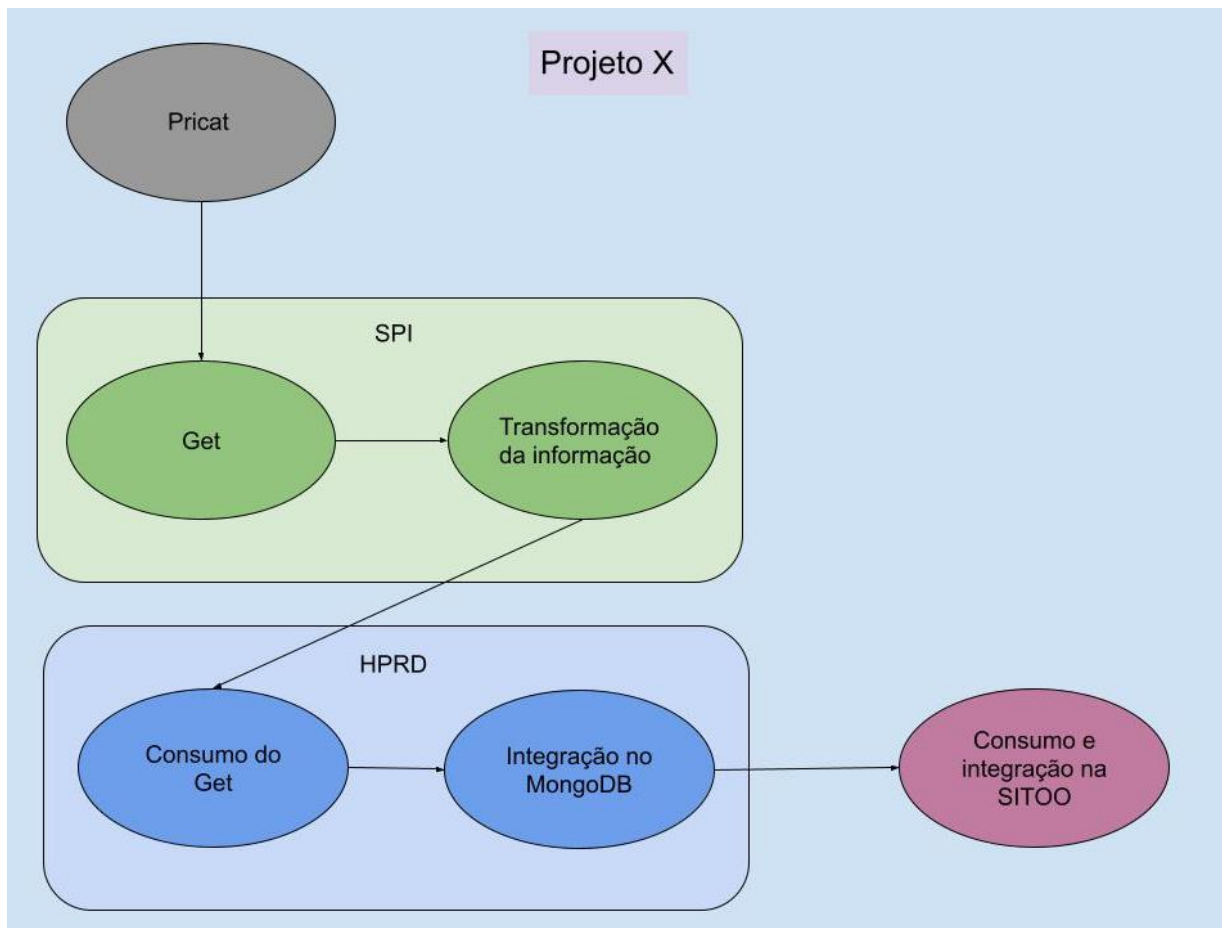 Projeto X
Pricat
SPI
Get
Transformação
da informação
HPRD
Consumo do
Get
Integração no
MongoDB
Consumo e
integração na
SITOO